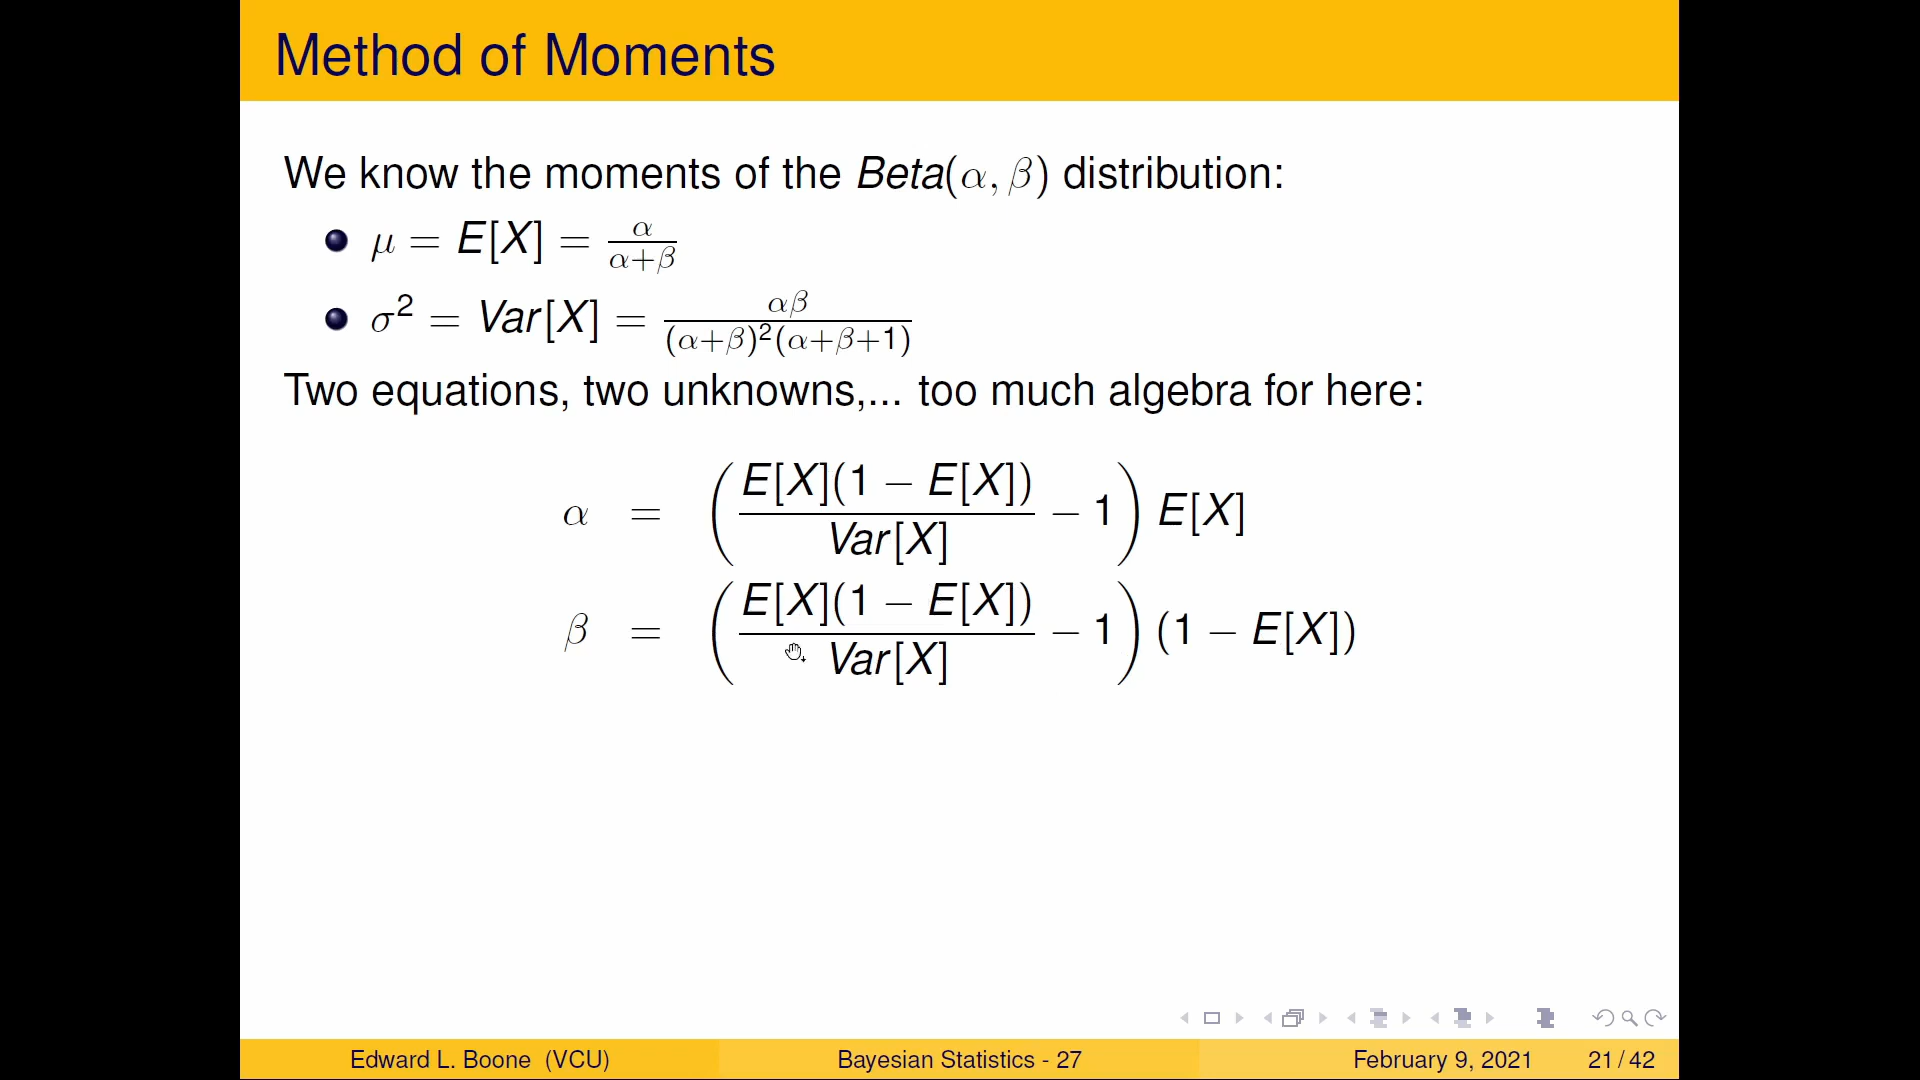 Method of Moments
We know the moments of the Beta(α, β) distribution:
μ = E[X] = α/(α+β)
σ² = Var[X] = αβ/((α+β)²(α+β+1))
Two equations, two unknowns,... too much algebra for here:
α = (E[X](1 − E[X])/Var[X] − 1) E[X]
β = (E[X](1 − E[X])/Var[X] − 1) (1 − E[X])
Edward L. Boone (VCU) Bayesian Statistics - 27 February 9, 2021 21 / 42